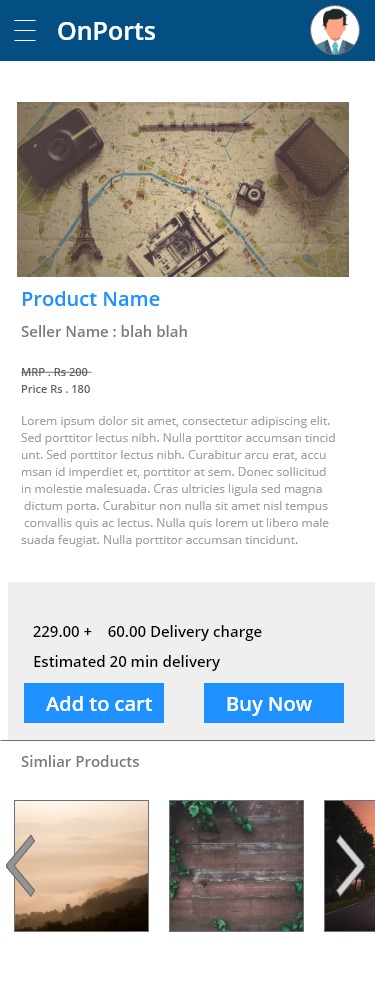 OnPorts
Product Name
Seller Name : blah blah
MRP . Rs 200
Price Rs . 180
Lorem ipsum dolor sit amet, consectetur adipiscing elit.
Sed porttitor lectus nibh. Nulla porttitor accumsan tincid
unt. Sed porttitor lectus nibh. Curabitur arcu erat, accu
msan id imperdiet et, porttitor at sem. Donec sollicitud
in molestie malesuada. Cras ultricies ligula sed magna
dictum porta. Curabitur non nulla sit amet nisl tempus
convallis quis ac lectus. Nulla quis lorem ut libero male
suada feugiat. Nulla porttitor accumsan tincidunt.
229.00 + 60.00 Delivery charge
Estimated 20 min delivery
Add to cart Buy Now
Simliar Products